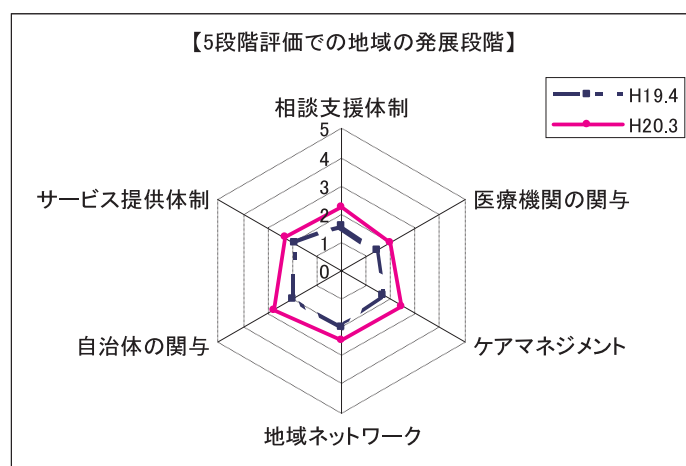 【5段階評価での地域の発展段階】
H19.4
H20.3
相談支援体制
5
4
3
2
1
0
サービス提供体制
医療機関の関与
自治体の関与
ケアマネジメント
地域ネットワーク